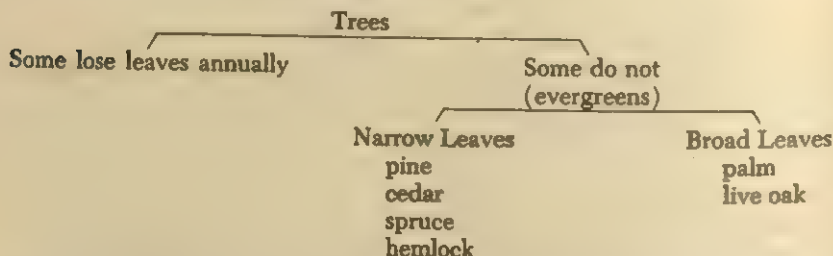 Trees
Some lose leaves annually
Some do not
(evergreens)
Narrow Leaves
pine
cedar
spruce
hemlock
Broad Leaves
palm
live oak